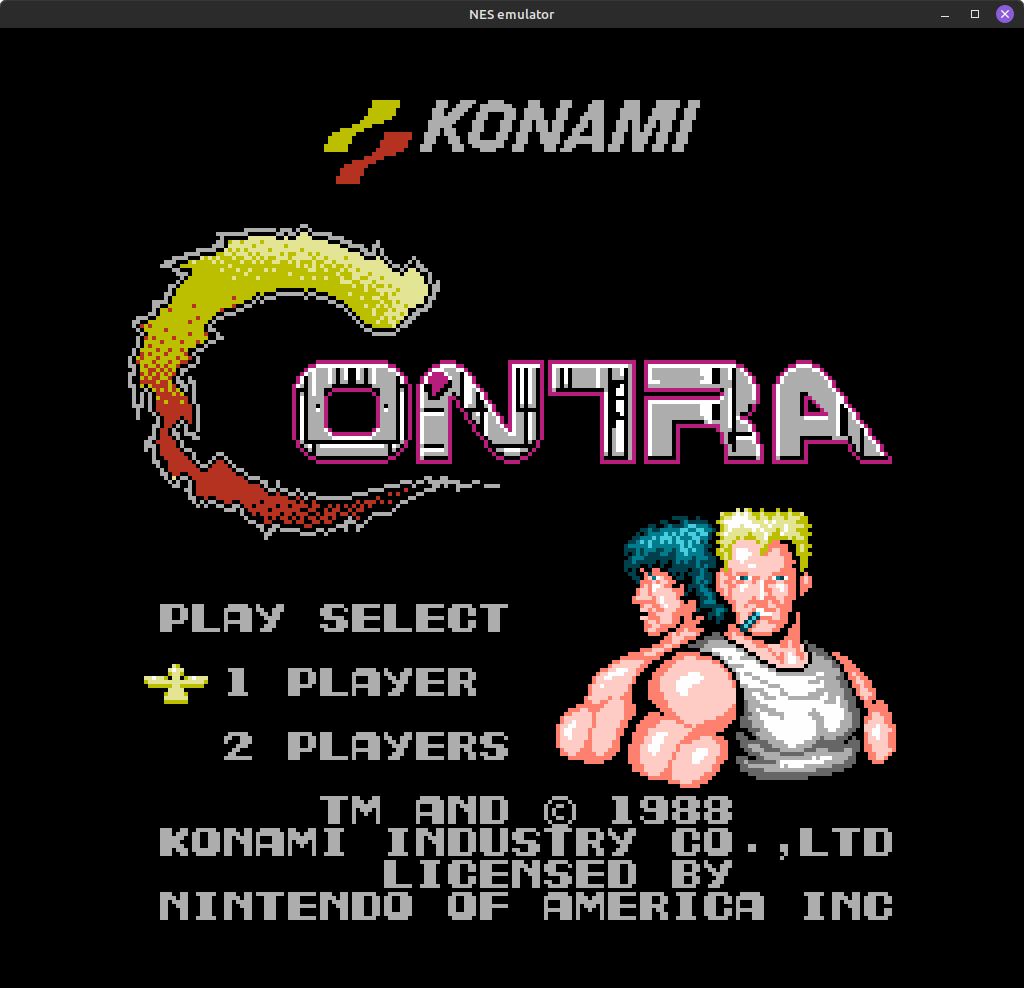 NES emulator
KONAMI
CONTRA
PLAY SELECT
1 PLAYER
2 PLAYERS
TM AND © 1988
KONAMI INDUSTRY CO.,LTD
LICENSED BY
NINTENDO OF AMERICA INC